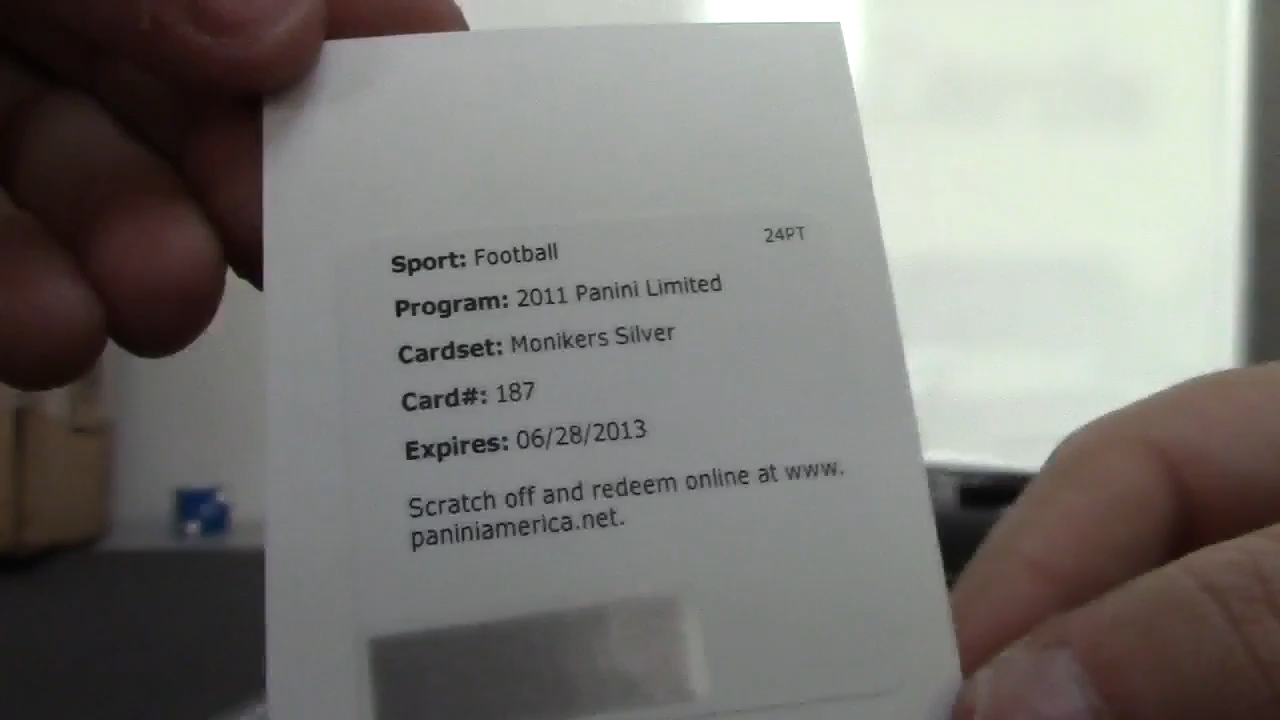 Sport: Football
24PT
Program: 2011 Panini Limited
Cardset: Monikers Silver
Card#: 187
Expires: 06/28/2013
Scratch off and redeem online at www.
paniniamerica.net.